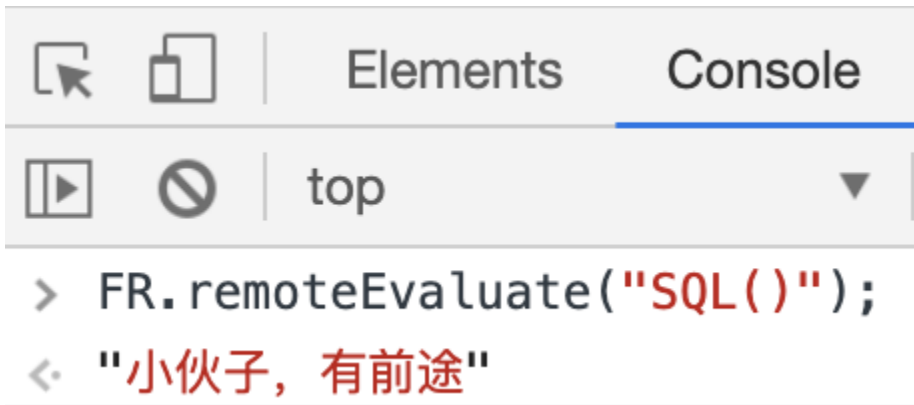 Elements Console
top
FR.remoteEvaluate("SQL()");
"小伙子，有前途"